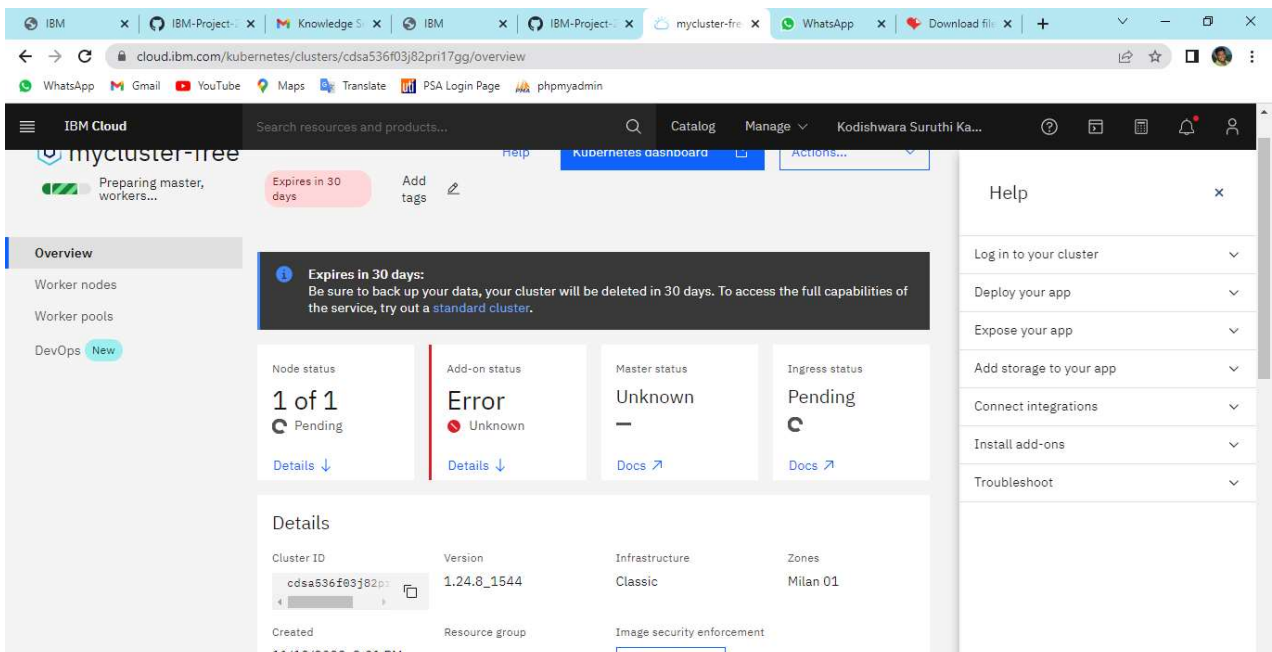 IBM
IBM-Project-
Knowledge S
IBM
IBM-Project-
mycluster-fre
WhatsApp
Download file
cloud.ibm.com/kubernetes/clusters/cdsa536f03j82pri17gg/overview
WhatsApp
Gmail
YouTube
Maps
Translate
PSA Login Page
phpmyadmin
IBM Cloud
Search resources and products...
Catalog
Manage
Kodishwara Suruthi Ka...
mycluster-free
Help
Kubernetes dashboard
Actions...
Preparing master,
workers...
Expires in 30
days
Add
tags
Overview
Worker nodes
Worker pools
DevOps New
Expires in 30 days:
Be sure to back up your data, your cluster will be deleted in 30 days. To access the full capabilities of
the service, try out a standard cluster.
Node status
1 of 1
Pending
Details
Add-on status
Error
Unknown
Details
Master status
Unknown
Docs
Ingress status
Pending
Docs
Details
Cluster ID
cdsa536f03j82p
Version
1.24.8_1544
Infrastructure
Classic
Zones
Milan 01
Created
Resource group
Image security enforcement
Help
Log in to your cluster
Deploy your app
Expose your app
Add storage to your app
Connect integrations
Install add-ons
Troubleshoot